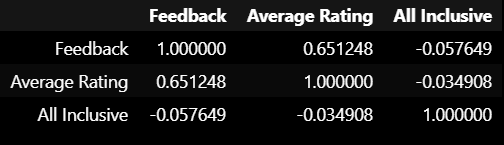 Feedback Average Rating All Inclusive
Feedback 1.000000 0.651248 -0.057649
Average Rating 0.651248 1.000000 -0.034908
All Inclusive -0.057649 -0.034908 1.000000